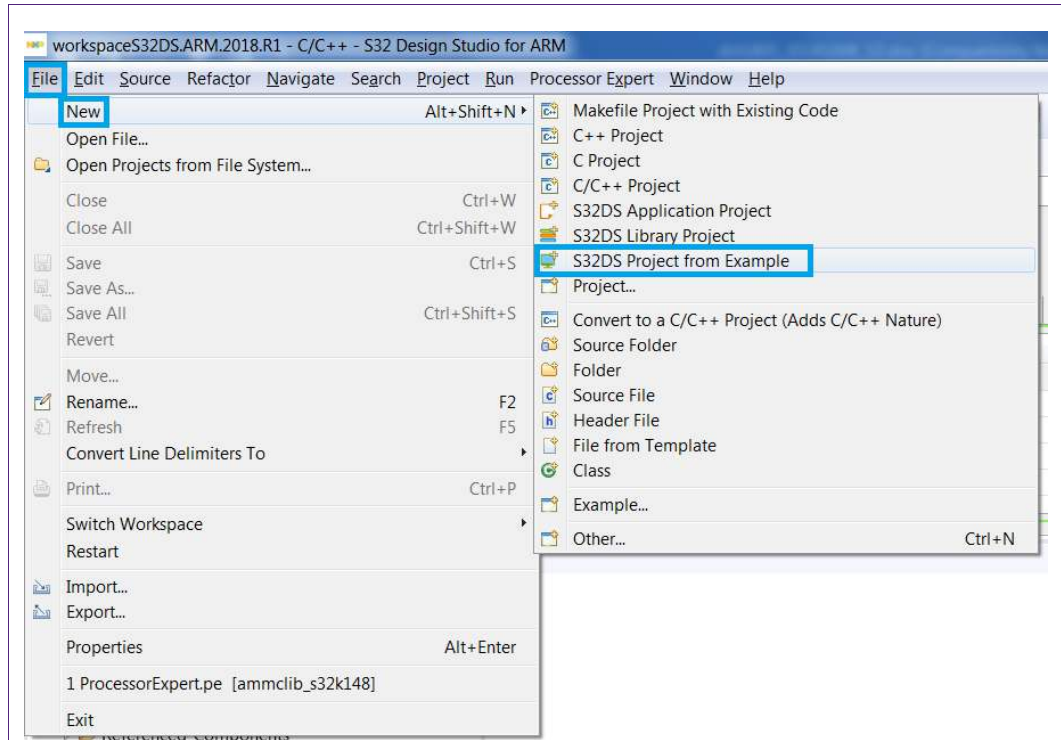 workspaceS32DS.ARM.2018.R1 - C/C++ - S32 Design Studio for ARM
File Edit Source Refactor Navigate Search Project Run Processor Expert Window Help
New Alt+Shift+N
Open File...
Open Projects from File System...
Close Ctrl+W
Close All Ctrl+Shift+W
Save Ctrl+S
Save As...
Save All Ctrl+Shift+S
Revert
Move...
Rename... F2
Refresh F5
Convert Line Delimiters To
Print... Ctrl+P
Switch Workspace
Restart
Import...
Export...
Properties Alt+Enter
1 ProcessorExpert.pe [ammclib_s32k148]
Exit
Referenced_Components
Makefile Project with Existing Code
C++ Project
C Project
C/C++ Project
S32DS Application Project
S32DS Library Project
S32DS Project from Example
Project...
Convert to a C/C++ Project (Adds C/C++ Nature)
Source Folder
Folder
Source File
Header File
File from Template
Class
Example...
Other... Ctrl+N